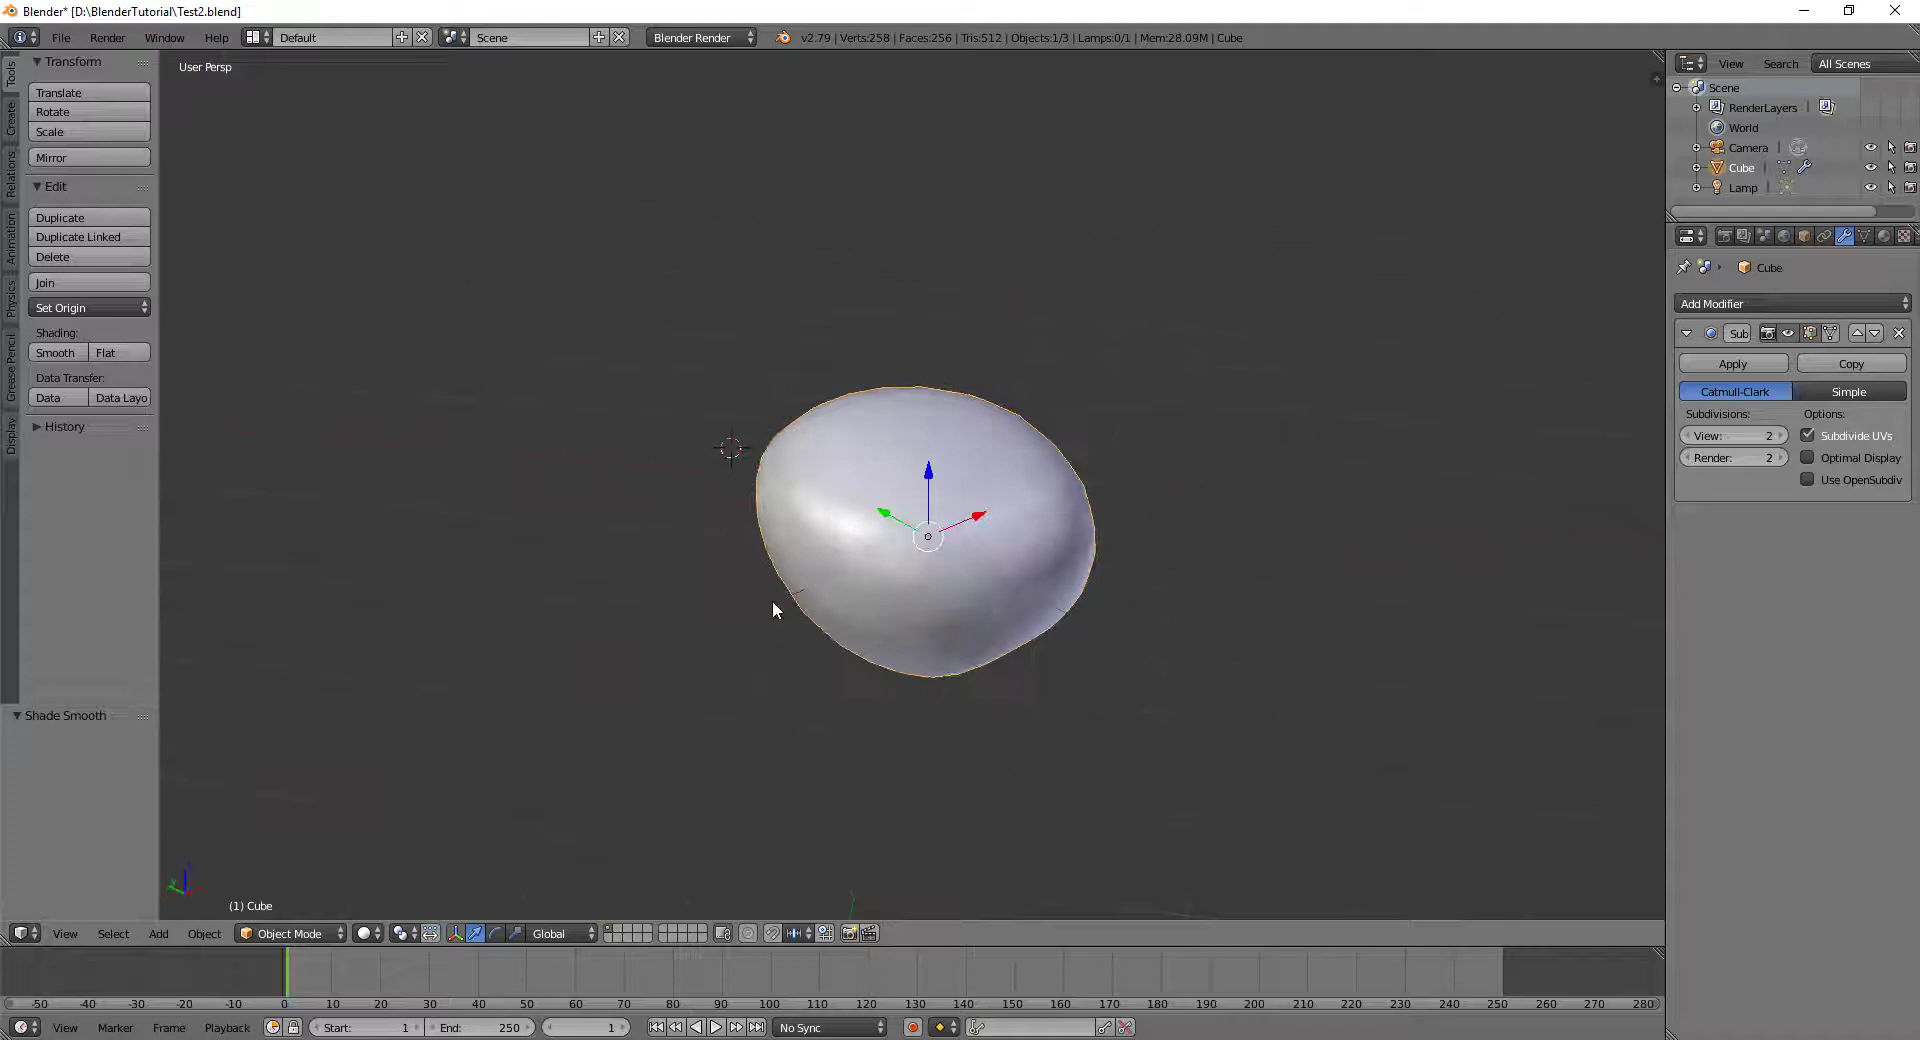 Blender* [D:\BlenderTutorial\Test2.blend]
File Render Window Help Default Scene Blender Render v2.79 | Verts:258 | Faces:256 | Tris:512 | Objects:1/3 | Lamps:0/1 | Mem:28.09M | Cube
Tools
Create
Relations
Animation
Physics
Grease Pencil
Display
Transform
Translate
Rotate
Scale
Mirror
Edit
Duplicate
Duplicate Linked
Delete
Join
Set Origin
Shading:
Smooth Flat
Data Transfer:
Data Data Layo
History
Shade Smooth
User Persp
(1) Cube
View Search All Scenes
Scene
RenderLayers
World
Camera
Cube
Lamp
Cube
Add Modifier
Sub
Apply Copy
Catmull-Clark Simple
Subdivisions: Options:
View: 2 Subdivide UVs
Render: 2 Optimal Display
Use OpenSubdiv
View Select Add Object Object Mode Global
-50 -40 -30 -20 -10 0 10 20 30 40 50 60 70 80 90 100 110 120 130 140 150 160 170 180 190 200 210 220 230 240 250 260 270 280
View Marker Frame Playback Start: 1 End: 250 1 No Sync